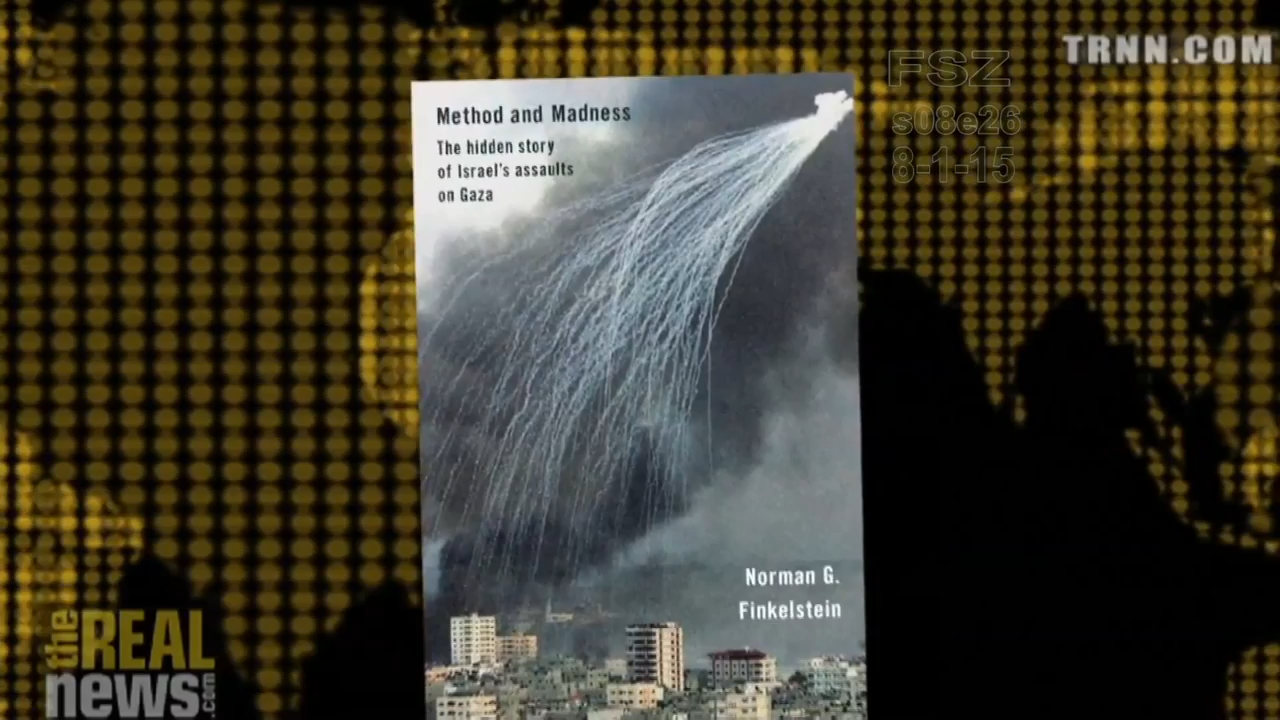 TRNN.COM
FSZ
s08e26
8-1-15
Method and Madness
The hidden story
of Israel's assaults
on Gaza
Norman G.
Finkelstein
the
REAL
news.com